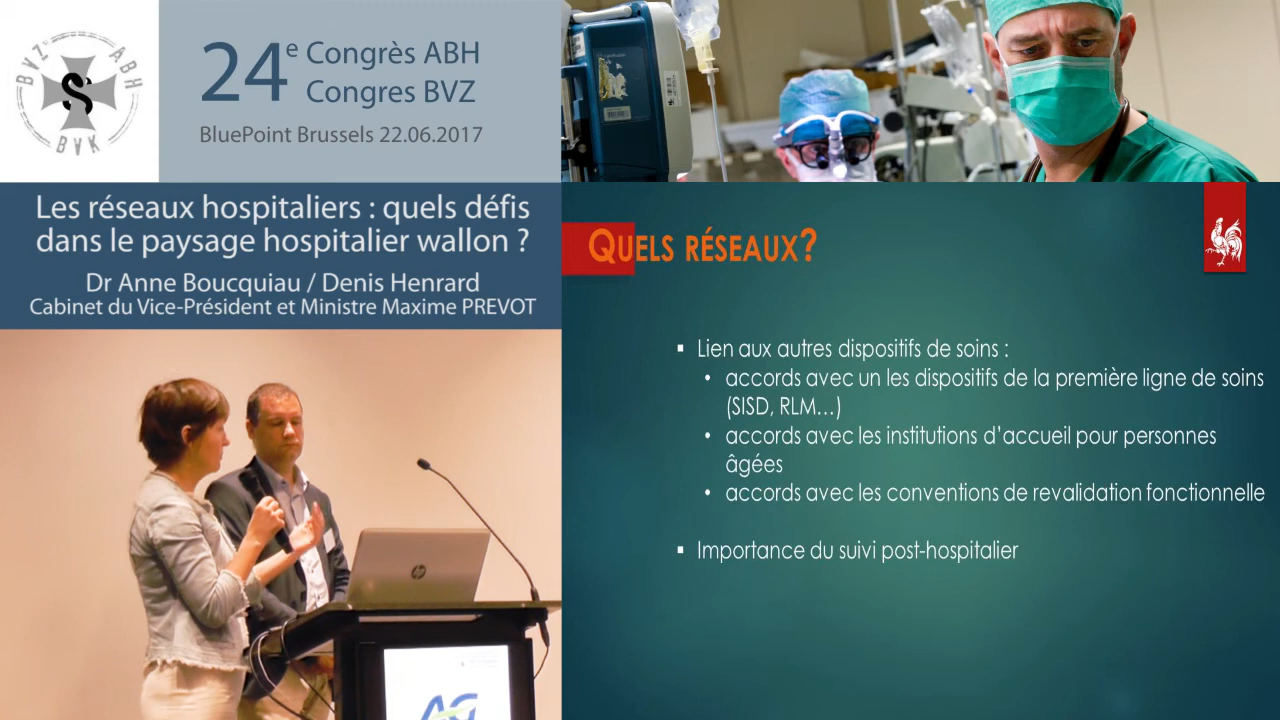 BVZ ABH
BVK
24e Congrès ABH
Congres BVZ
BluePoint Brussels 22.06.2017
Les réseaux hospitaliers : quels défis
dans le paysage hospitalier wallon ?
Dr Anne Boucquiau / Denis Henrard
Cabinet du Vice-Président et Ministre Maxime PREVOT
QUELS RÉSEAUX?
▪ Lien aux autres dispositifs de soins :
• accords avec un les dispositifs de la première ligne de soins
(SISD, RLM...)
• accords avec les institutions d'accueil pour personnes
âgées
• accords avec les conventions de revalidation fonctionnelle
▪ Importance du suivi post-hospitalier
hp
AG